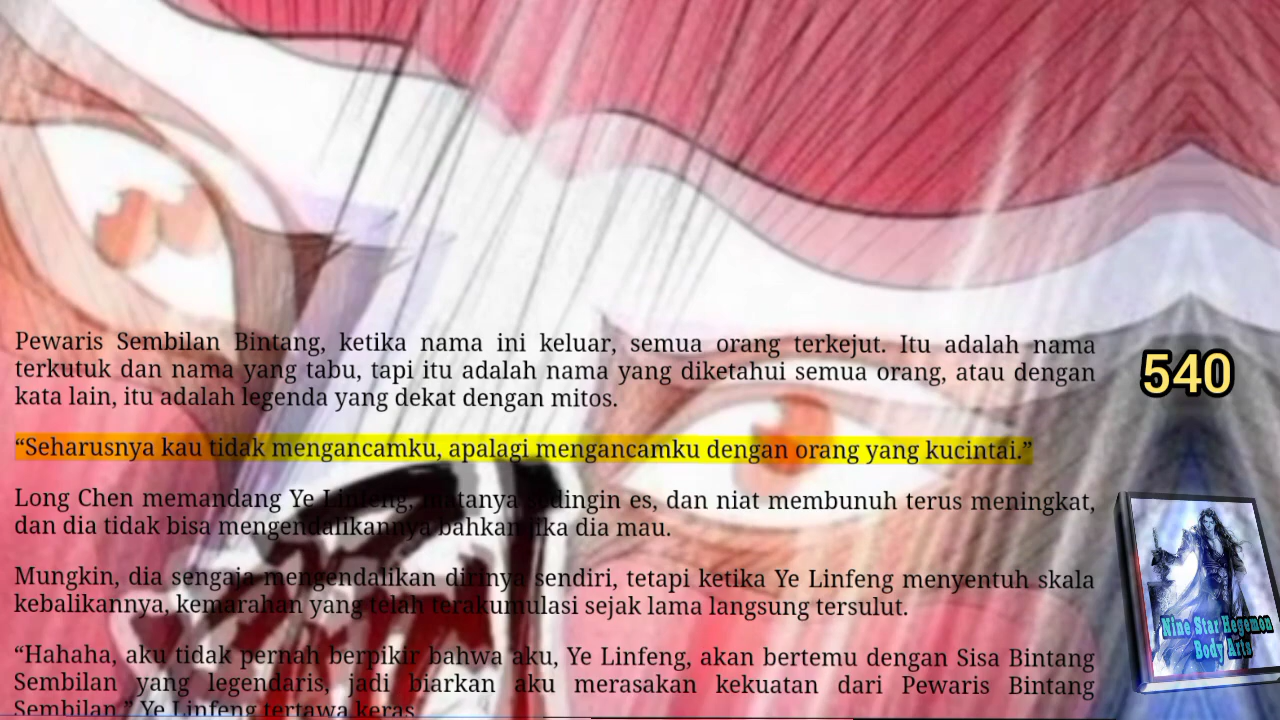 Pewaris Sembilan Bintang, ketika nama ini keluar, semua orang terkejut. Itu adalah nama
terkutuk dan nama yang tabu, tapi itu adalah nama yang diketahui semua orang, atau dengan
kata lain, itu adalah legenda yang dekat dengan mitos.
540
“Seharusnya kau tidak mengancamku, apalagi mengancamku dengan orang yang kucintai.”
Long Chen memandang Ye Linfeng, matanya sedingin es, dan niat membunuh terus meningkat,
dan dia tidak bisa mengendalikannya bahkan jika dia mau.
Mungkin, dia sengaja mengendalikan dirinya sendiri, tetapi ketika Ye Linfeng menyentuh skala
kebalikannya, kemarahan yang telah terakumulasi sejak lama langsung tersulut.
“Hahaha, aku tidak pernah berpikir bahwa aku, Ye Linfeng, akan bertemu dengan Sisa Bintang
Sembilan yang legendaris, jadi biarkan aku merasakan kekuatan dari Pewaris Bintang
Sembilan.” Ye Linfeng tertawa keras
Nine Star Hegemon
Body Arts